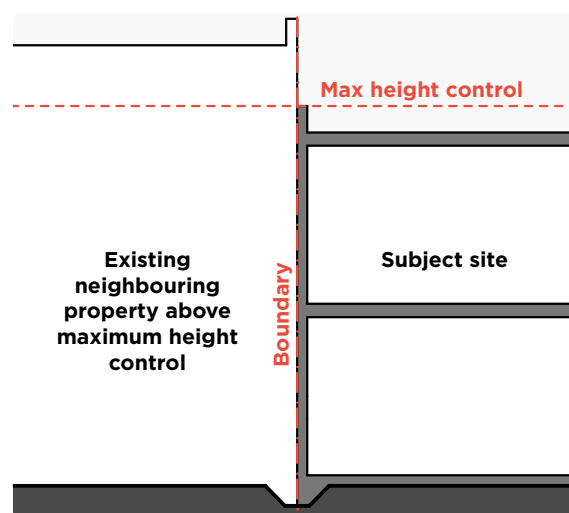 Max height control
Existing
neighbouring
property above
maximum height
control
Boundary
Subject site